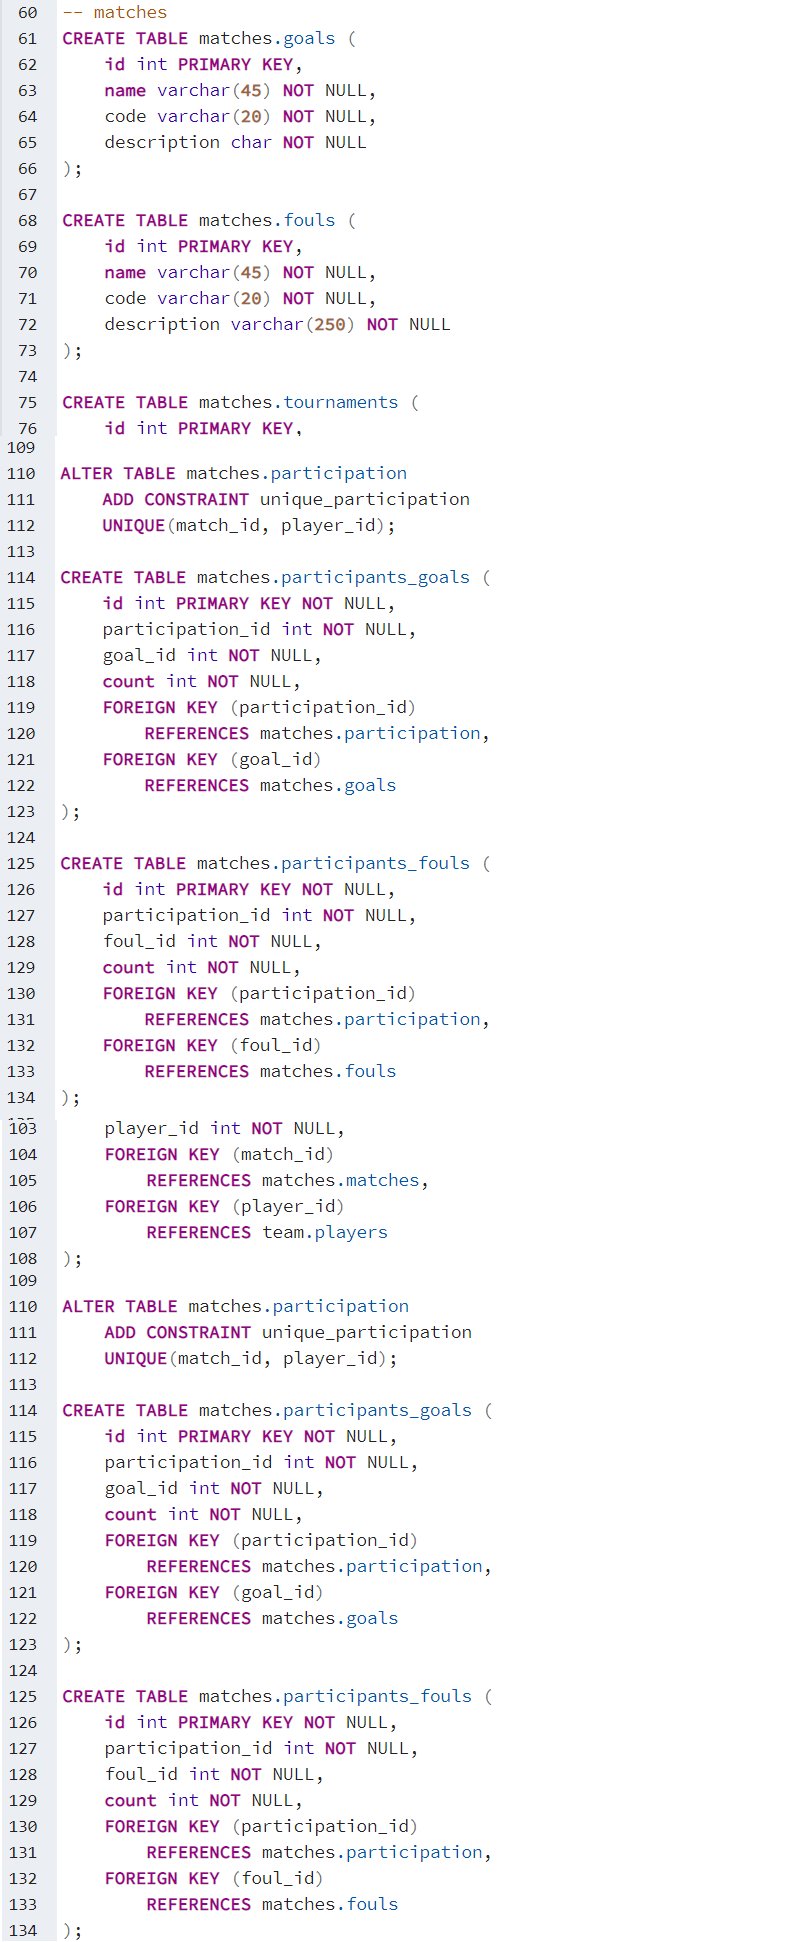 60 -- matches
61 CREATE TABLE matches.goals (
62     id int PRIMARY KEY,
63     name varchar(45) NOT NULL,
64     code varchar(20) NOT NULL,
65     description char NOT NULL
66 );
67
68 CREATE TABLE matches.fouls (
69     id int PRIMARY KEY,
70     name varchar(45) NOT NULL,
71     code varchar(20) NOT NULL,
72     description varchar(250) NOT NULL
73 );
74
75 CREATE TABLE matches.tournaments (
76     id int PRIMARY KEY,
109
110 ALTER TABLE matches.participation
111     ADD CONSTRAINT unique_participation
112     UNIQUE(match_id, player_id);
113
114 CREATE TABLE matches.participants_goals (
115     id int PRIMARY KEY NOT NULL,
116     participation_id int NOT NULL,
117     goal_id int NOT NULL,
118     count int NOT NULL,
119     FOREIGN KEY (participation_id)
120         REFERENCES matches.participation,
121     FOREIGN KEY (goal_id)
122         REFERENCES matches.goals
123 );
124
125 CREATE TABLE matches.participants_fouls (
126     id int PRIMARY KEY NOT NULL,
127     participation_id int NOT NULL,
128     foul_id int NOT NULL,
129     count int NOT NULL,
130     FOREIGN KEY (participation_id)
131         REFERENCES matches.participation,
132     FOREIGN KEY (foul_id)
133         REFERENCES matches.fouls
134 );
103     player_id int NOT NULL,
104     FOREIGN KEY (match_id)
105         REFERENCES matches.matches,
106     FOREIGN KEY (player_id)
107         REFERENCES team.players
108 );
109
110 ALTER TABLE matches.participation
111     ADD CONSTRAINT unique_participation
112     UNIQUE(match_id, player_id);
113
114 CREATE TABLE matches.participants_goals (
115     id int PRIMARY KEY NOT NULL,
116     participation_id int NOT NULL,
117     goal_id int NOT NULL,
118     count int NOT NULL,
119     FOREIGN KEY (participation_id)
120         REFERENCES matches.participation,
121     FOREIGN KEY (goal_id)
122         REFERENCES matches.goals
123 );
124
125 CREATE TABLE matches.participants_fouls (
126     id int PRIMARY KEY NOT NULL,
127     participation_id int NOT NULL,
128     foul_id int NOT NULL,
129     count int NOT NULL,
130     FOREIGN KEY (participation_id)
131         REFERENCES matches.participation,
132     FOREIGN KEY (foul_id)
133         REFERENCES matches.fouls
134 );